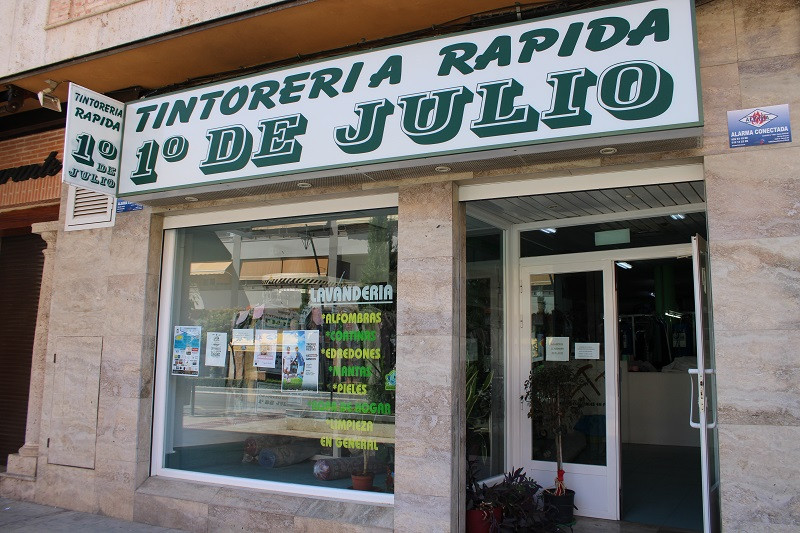 TINTORERIA RAPIDA
1º DE JULIO
TINTORERIA
RAPIDA
1º
DE
JULIO
ALARMA CONECTADA
LAVANDERIA
*ALFOMBRAS
*CORTINAS
*EDREDONES
*MANTAS
*PIELES
HOGAR
*LIMPIEZA
EN GENERAL